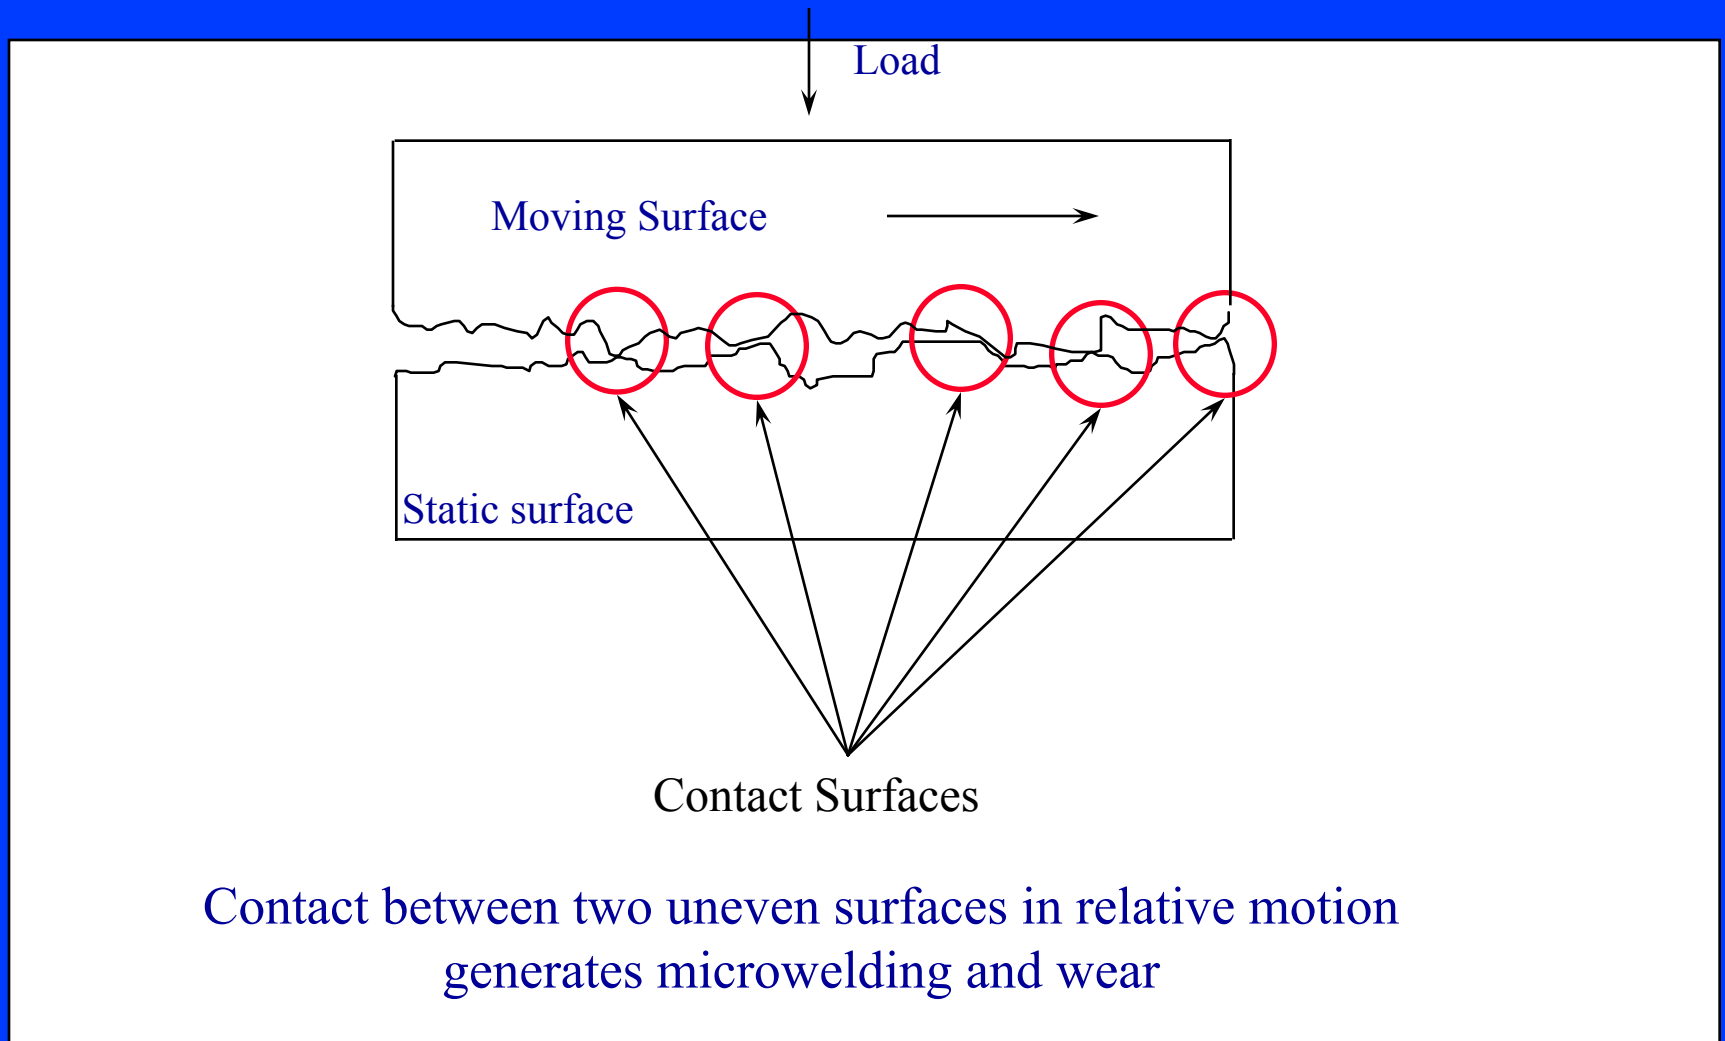 Load
Moving Surface
Static surface
Contact Surfaces
Contact between two uneven surfaces in relative motion
generates microwelding and wear